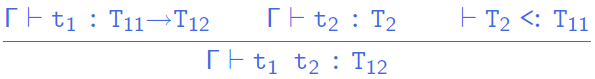 Γ ⊢ t₁ : T₁₁→T₁₂ Γ ⊢ t₂ : T₂ ⊢ T₂ <: T₁₁
Γ ⊢ t₁ t₂ : T₁₂